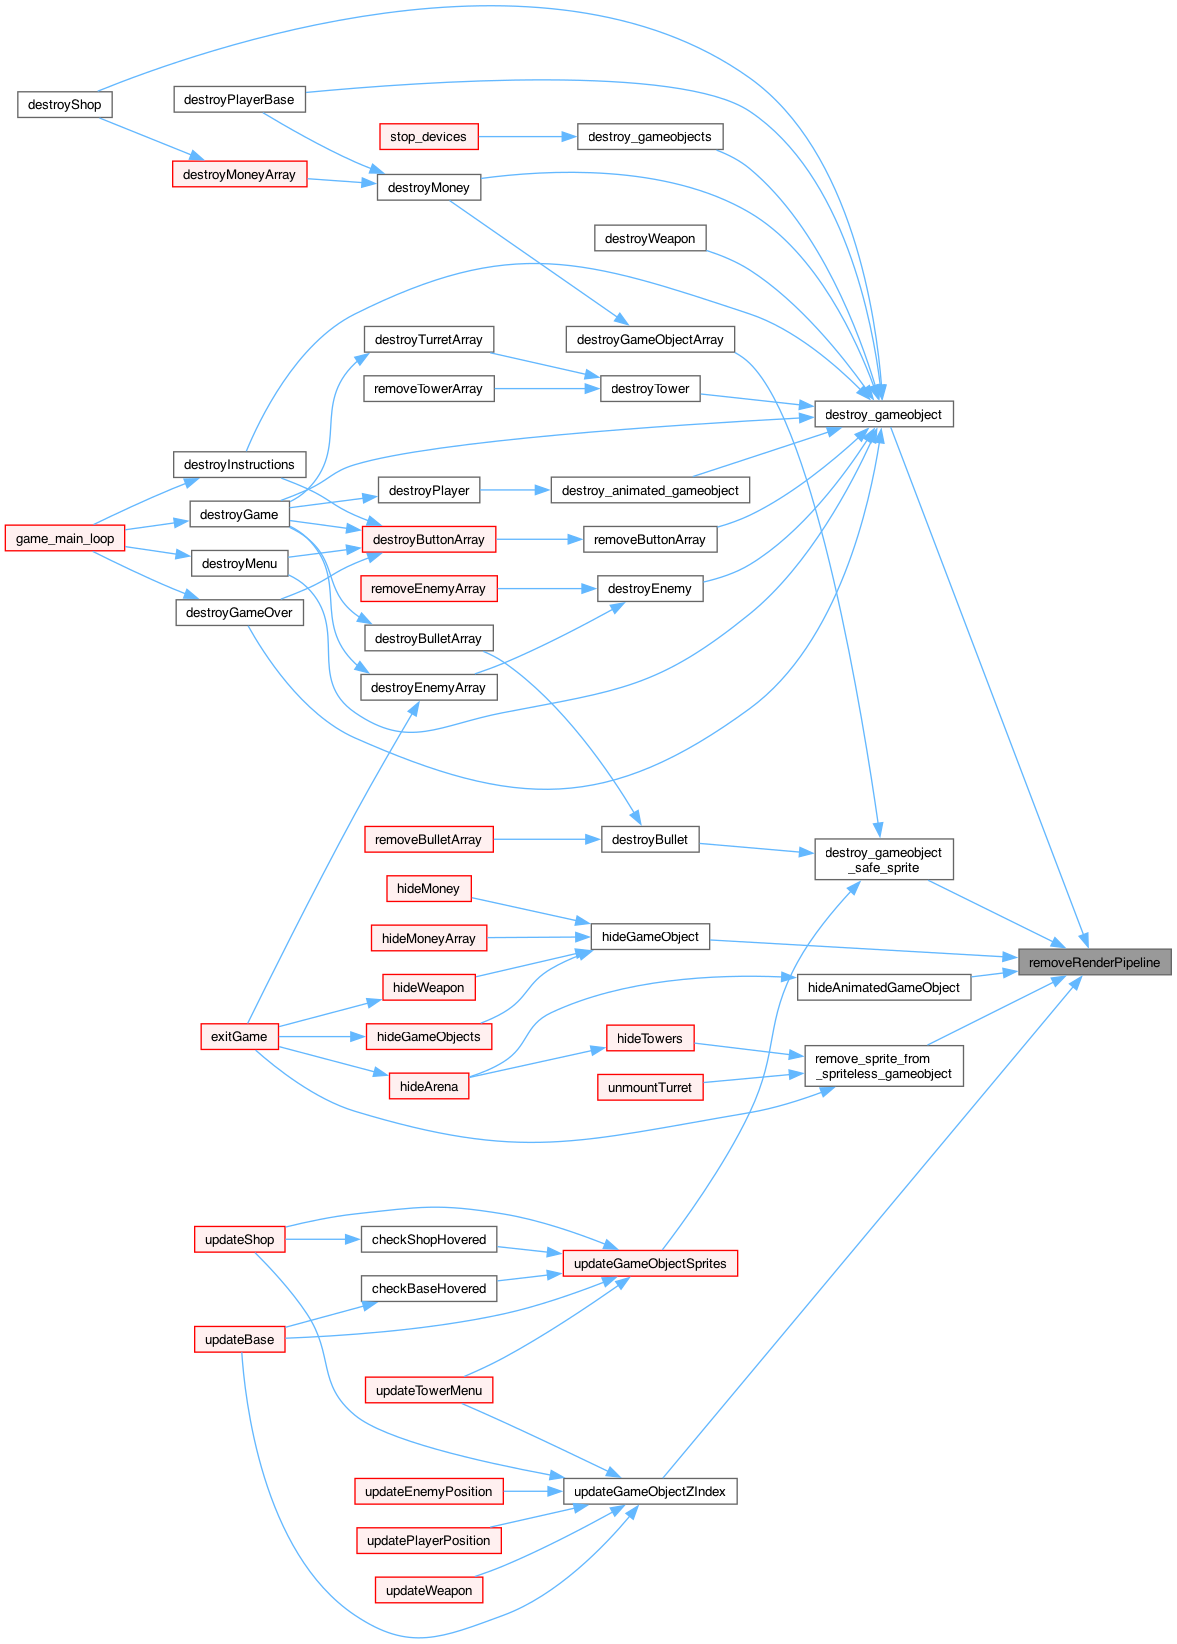 destroyShop
destroyPlayerBase
stop_devices
destroy_gameobjects
destroyMoneyArray
destroyMoney
destroyWeapon
destroyTurretArray
destroyGameObjectArray
removeTowerArray
destroyTower
destroy_gameobject
destroyInstructions
destroyGame
destroyPlayer
destroy_animated_gameobject
game_main_loop
destroyButtonArray
removeButtonArray
destroyMenu
removeEnemyArray
destroyEnemy
destroyGameOver
destroyBulletArray
destroyEnemyArray
removeBulletArray
destroyBullet
destroy_gameobject
_safe_sprite
hideMoney
hideMoneyArray
hideGameObject
removeRenderPipeline
hideWeapon
hideAnimatedGameObject
exitGame
hideGameObjects
hideTowers
remove_sprite_from
_spriteless_gameobject
hideArena
unmountTurret
updateShop
checkShopHovered
updateGameObjectSprites
checkBaseHovered
updateBase
updateTowerMenu
updateEnemyPosition
updateGameObjectZIndex
updatePlayerPosition
updateWeapon